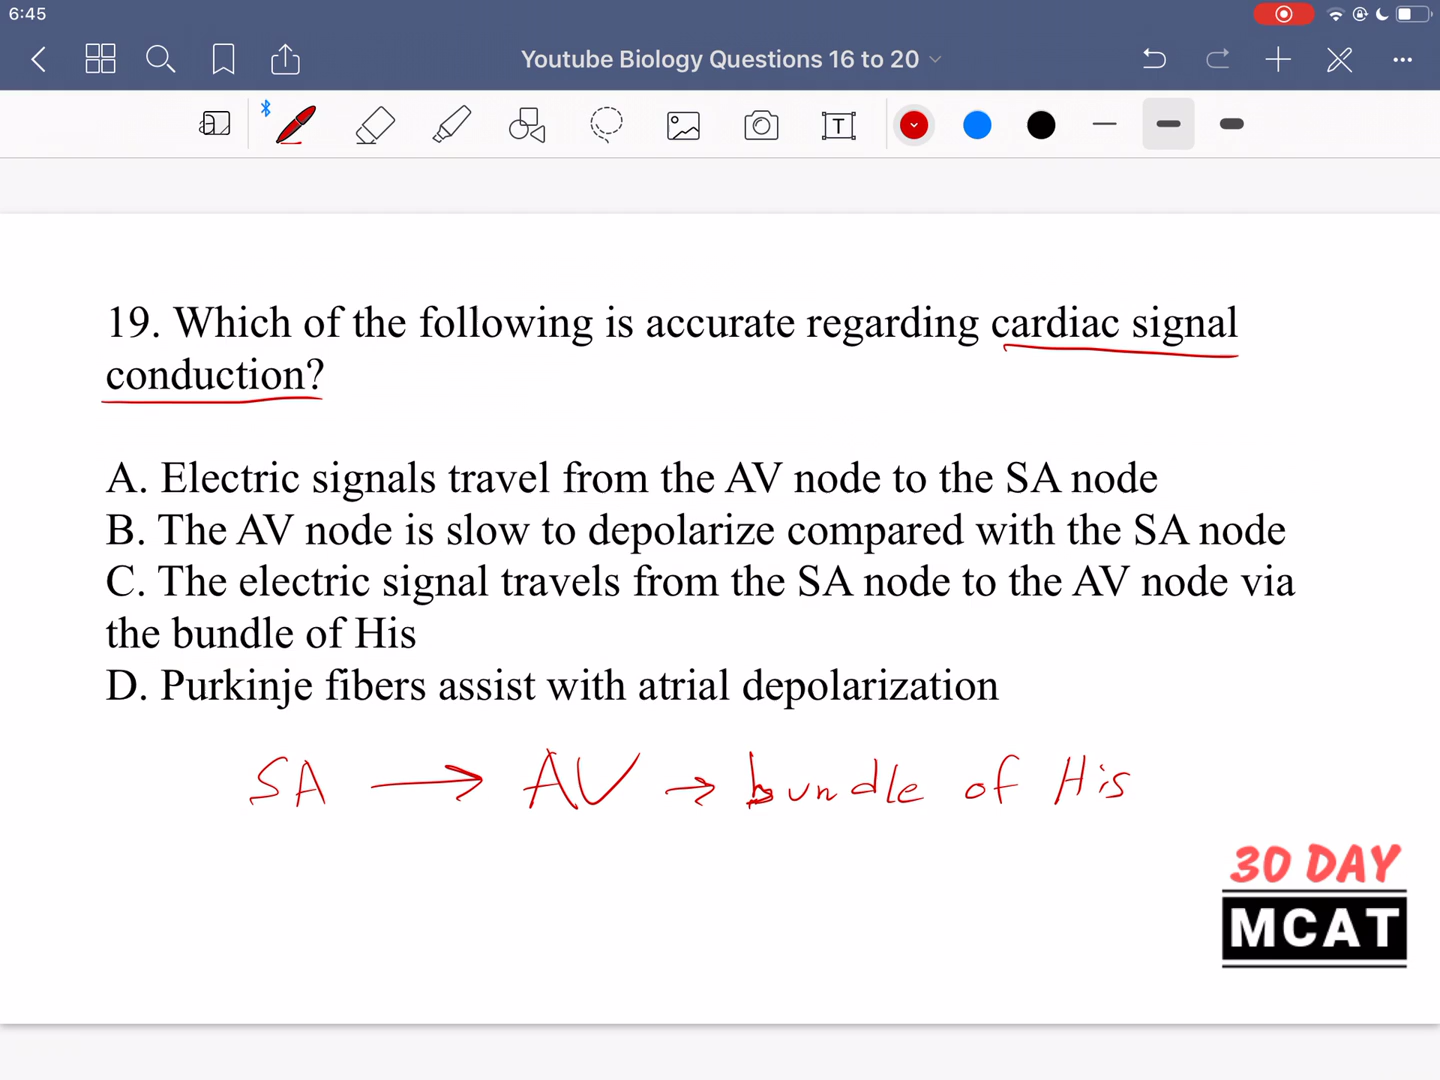 6:45
Youtube Biology Questions 16 to 20
T
19. Which of the following is accurate regarding cardiac signal
conduction?
A. Electric signals travel from the AV node to the SA node
B. The AV node is slow to depolarize compared with the SA node
C. The electric signal travels from the SA node to the AV node via
the bundle of His
D. Purkinje fibers assist with atrial depolarization
SA → AV → bundle of His
30 DAY
MCAT